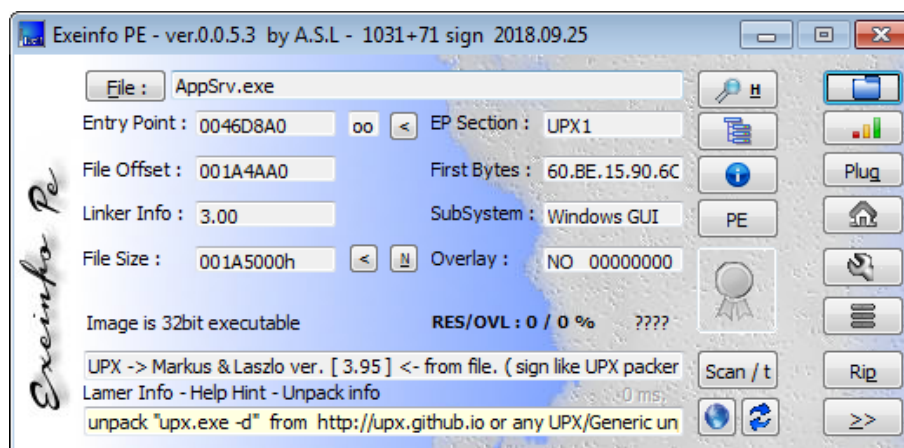 Exeinfo PE - ver.0.0.5.3 by A.S.L - 1031+71 sign 2018.09.25
File : AppSrv.exe H
Entry Point : 0046D8A0 oo < EP Section : UPX1
File Offset : 001A4AA0 First Bytes : 60.BE.15.90.6C Plug
Linker Info : 3.00 SubSystem : Windows GUI PE
File Size : 001A5000h < N Overlay : NO 00000000
Image is 32bit executable RES/OVL : 0 / 0 % ????
UPX -> Markus & Laszlo ver. [ 3.95 ] <- from file. ( sign like UPX packer Scan / t Rip
Lamer Info - Help Hint - Unpack info 0 ms.
unpack "upx.exe -d" from http://upx.github.io or any UPX/Generic un >>
Exeinfo Pe